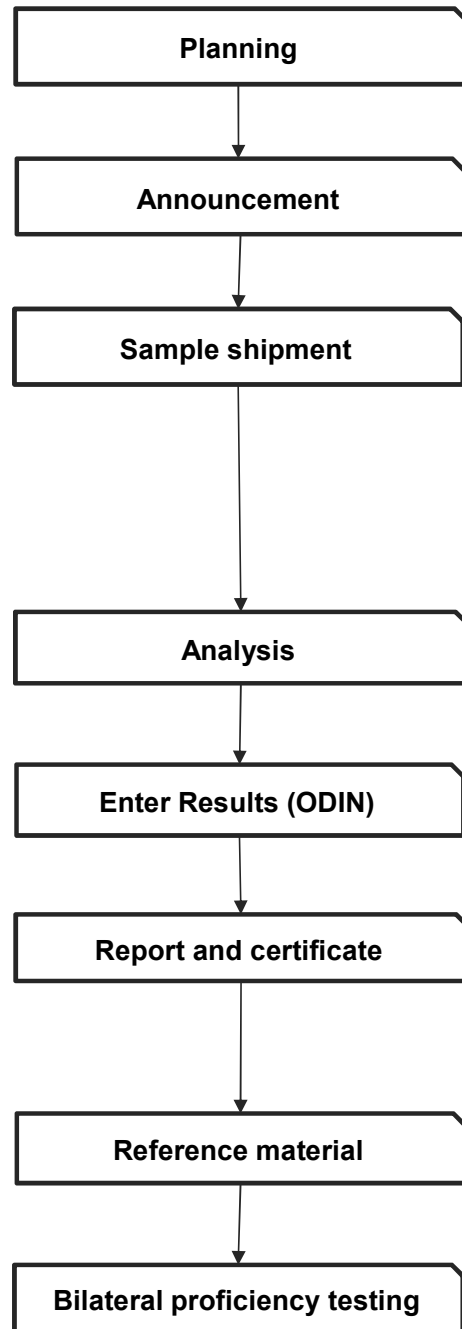 Planning
Announcement
Sample shipment
Analysis
Enter Results (ODIN)
Report and certificate
Reference material
Bilateral proficiency testing